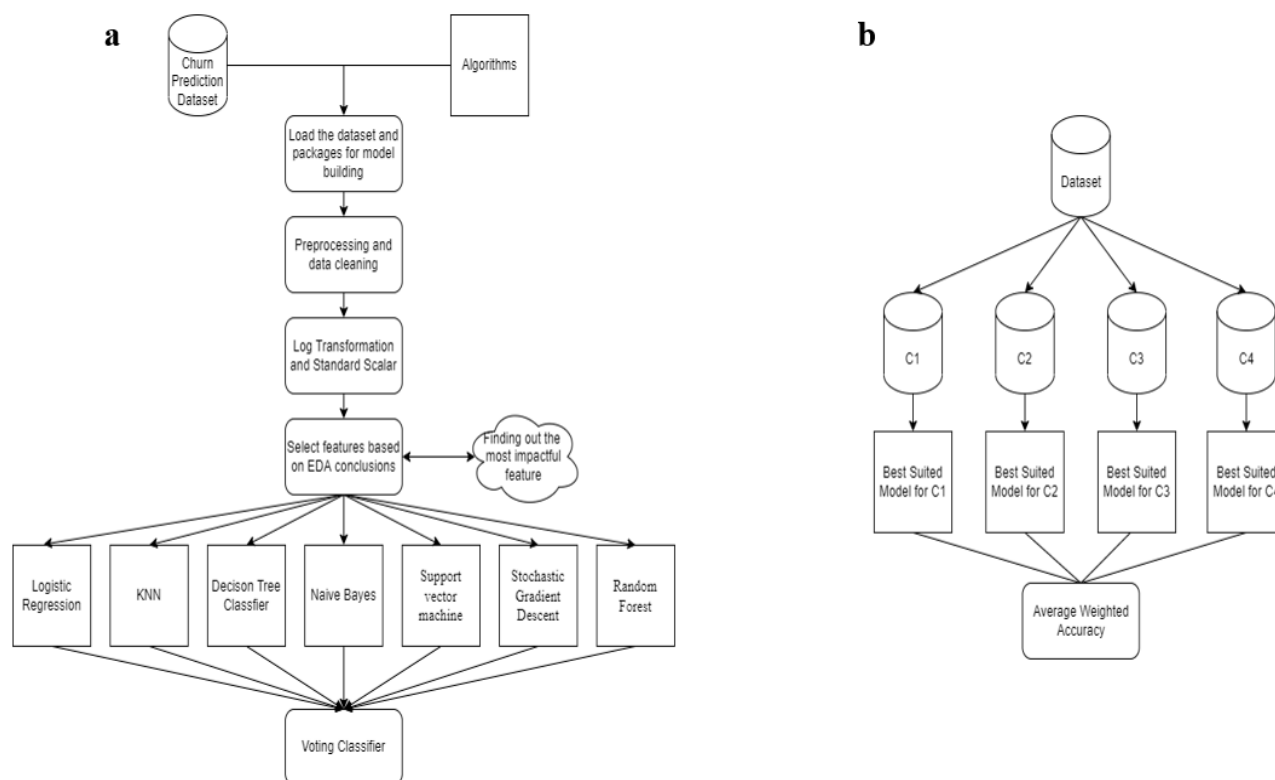 a
Churn
Prediction
Dataset
Algorithms
Load the dataset and
packages for model
building
Preprocessing and
data cleaning
Log Transformation
and Standard Scalar
Select features based
on EDA conclusions
Finding out the
most impactful
feature
Logistic
Regression
KNN
Decison Tree
Classfier
Naive Bayes
Support
vector
machine
Stochastic
Gradient
Descent
Random
Forest
Voting Classifier
b
Dataset
C1
C2
C3
C4
Best Suited
Model for C1
Best Suited
Model for C2
Best Suited
Model for C3
Best Suited
Model for C4
Average Weighted
Accuracy